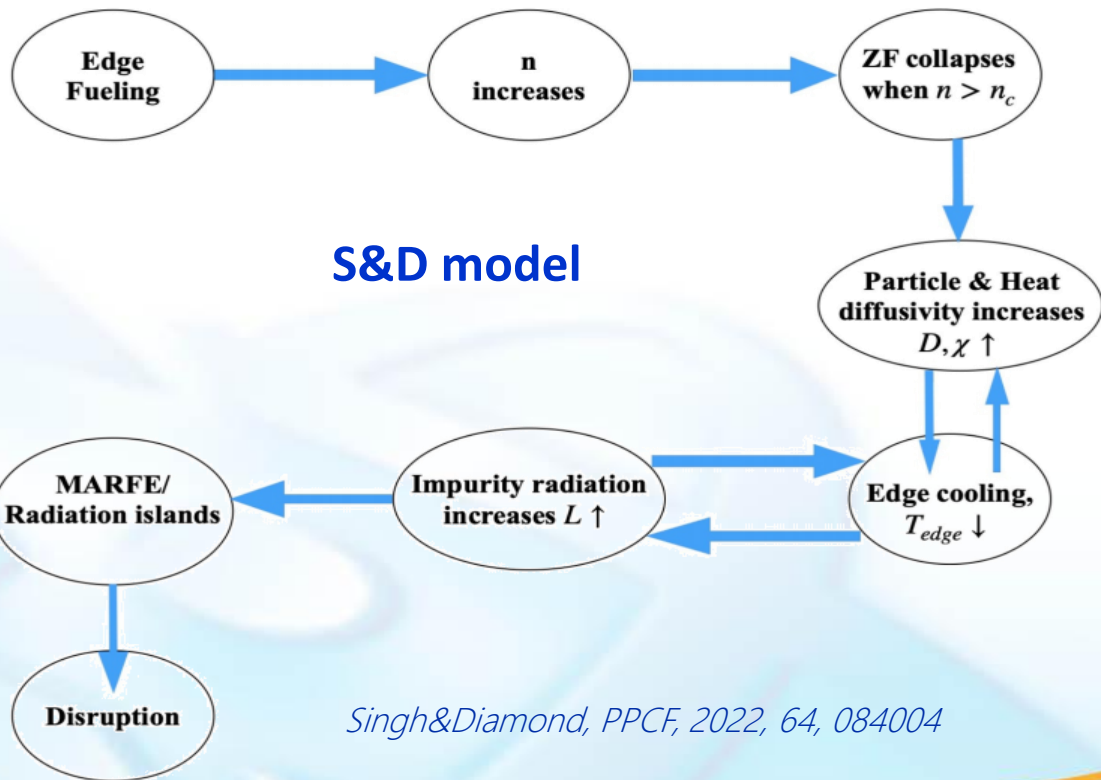 Edge
Fueling
n
increases
ZF collapses
when n > n_c
S&D model
Particle & Heat
diffusivity increases
D, χ ↑
MARFE/
Radiation islands
Impurity radiation
increases L ↑
Edge cooling,
T_edge ↓
Disruption
Singh&Diamond, PPCF, 2022, 64, 084004